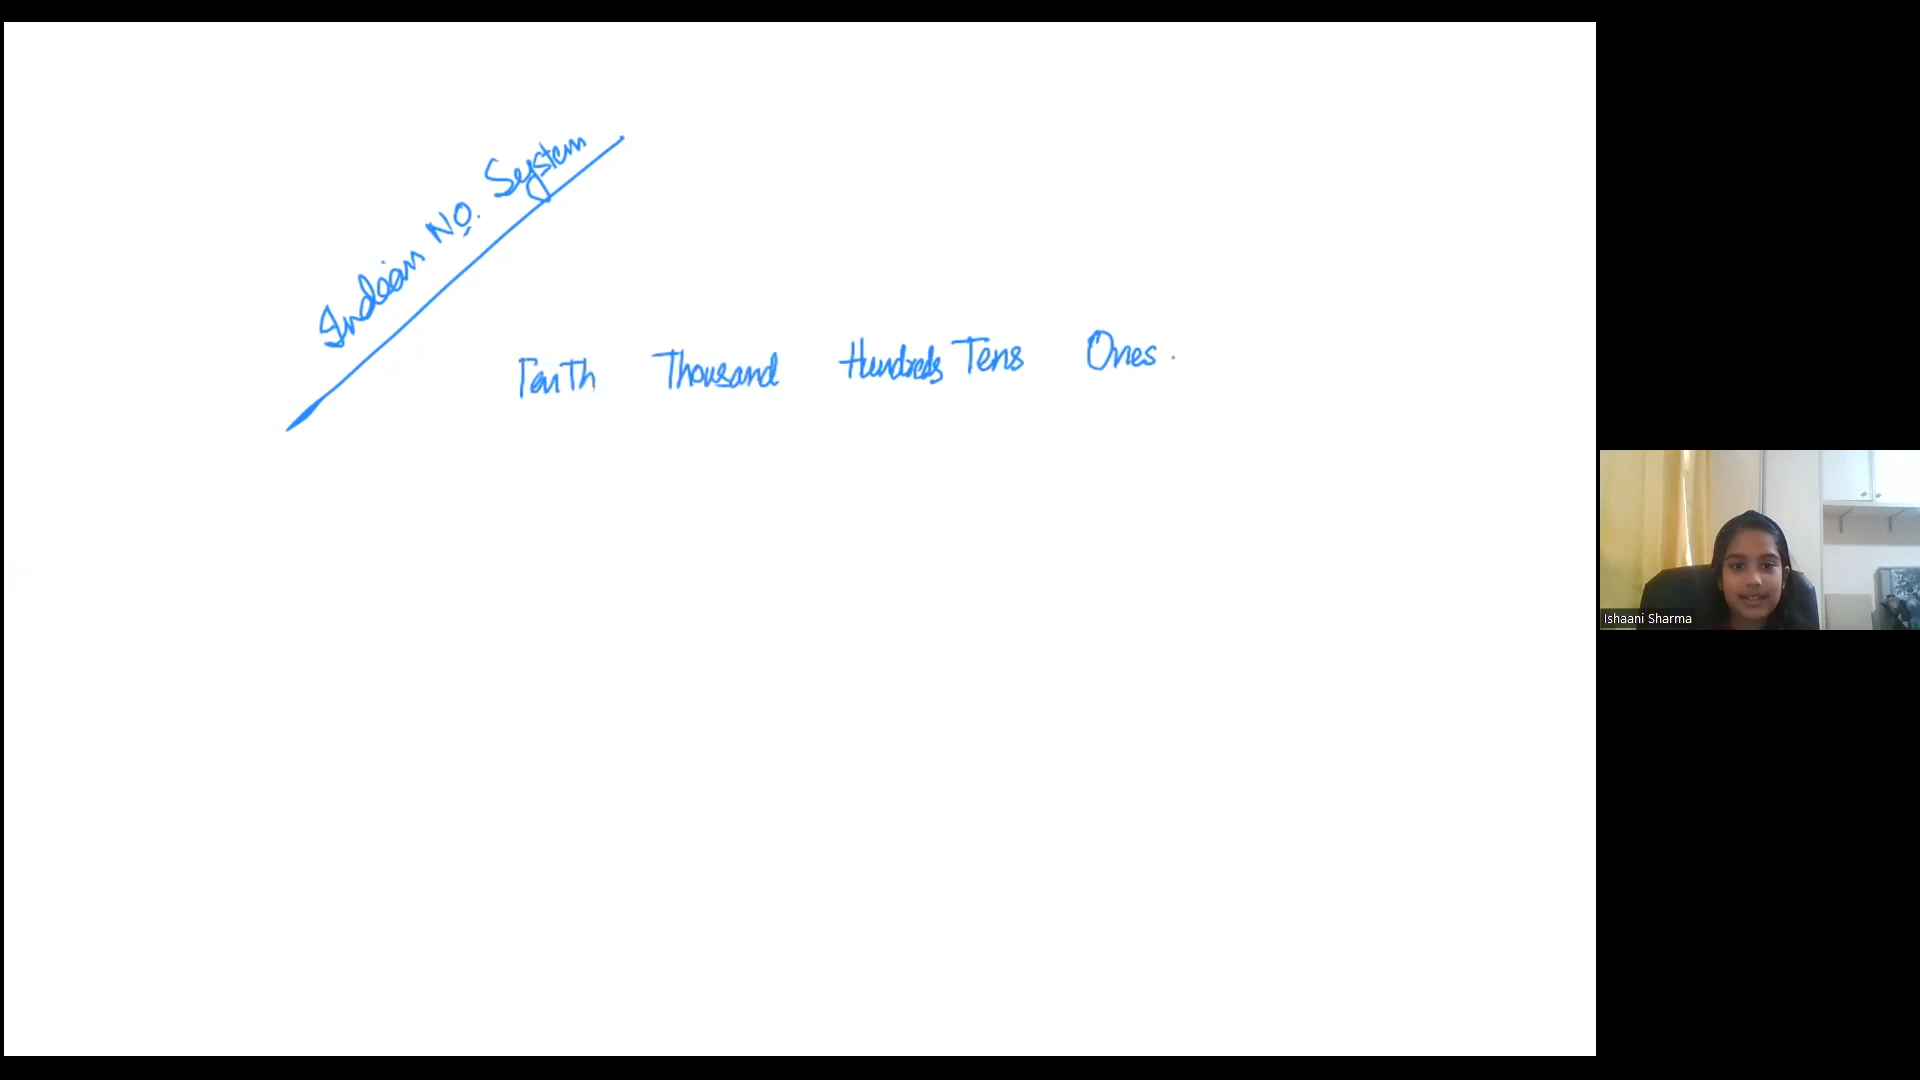 Indian No. System
TenTh Thousand Hundreds Tens Ones.
Ishaani Sharma